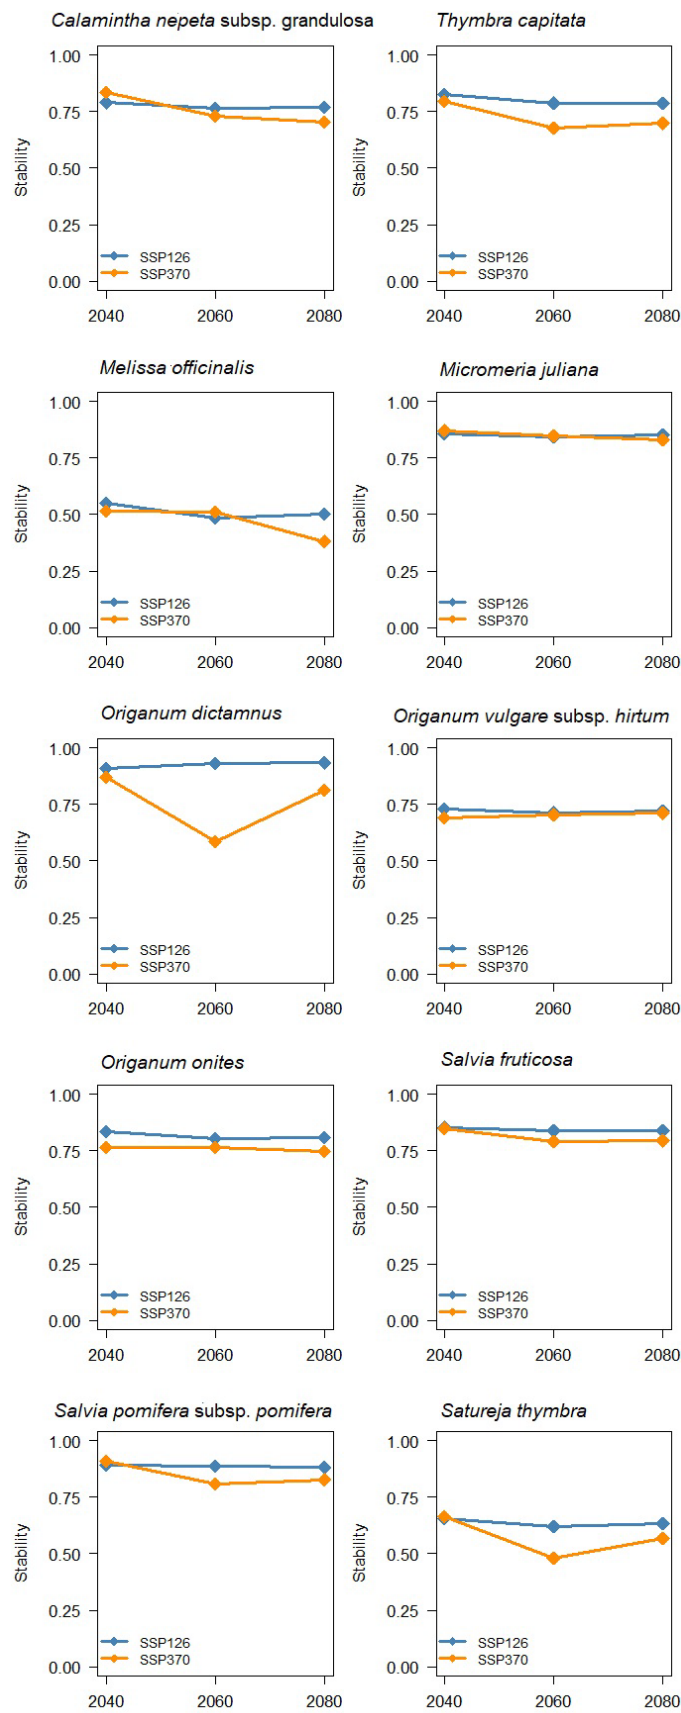 Calamintha nepeta subsp. grandulosa
Thymbra capitata
1.00
0.75
0.50
0.25
0.00
Stability
SSP126
SSP370
2040 2060 2080
1.00
0.75
0.50
0.25
0.00
Stability
SSP126
SSP370
2040 2060 2080
Melissa officinalis
Micromeria juliana
1.00
0.75
0.50
0.25
0.00
Stability
SSP126
SSP370
2040 2060 2080
1.00
0.75
0.50
0.25
0.00
Stability
SSP126
SSP370
2040 2060 2080
Origanum dictamnus
Origanum vulgare subsp. hirtum
1.00
0.75
0.50
0.25
0.00
Stability
SSP126
SSP370
2040 2060 2080
1.00
0.75
0.50
0.25
0.00
Stability
SSP126
SSP370
2040 2060 2080
Origanum onites
Salvia fruticosa
1.00
0.75
0.50
0.25
0.00
Stability
SSP126
SSP370
2040 2060 2080
1.00
0.75
0.50
0.25
0.00
Stability
SSP126
SSP370
2040 2060 2080
Salvia pomifera subsp. pomifera
Satureja thymbra
1.00
0.75
0.50
0.25
0.00
Stability
SSP126
SSP370
2040 2060 2080
1.00
0.75
0.50
0.25
0.00
Stability
SSP126
SSP370
2040 2060 2080